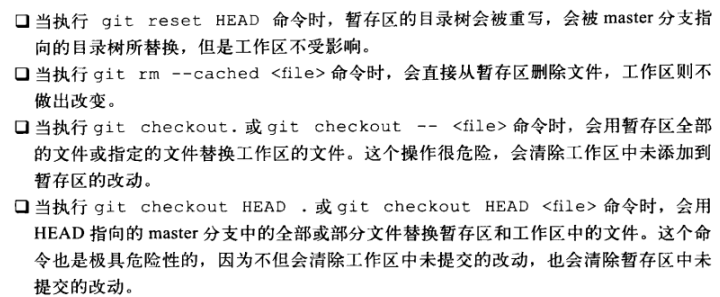 ❑ 当执行 git reset HEAD 命令时，暂存区的目录树会被重写，会被 master 分支指
向的目录树所替换，但是工作区不受影响。
❑ 当执行 git rm --cached <file> 命令时，会直接从暂存区删除文件，工作区则不
做出改变。
❑ 当执行 git checkout. 或 git checkout -- <file> 命令时，会用暂存区全部
的文件或指定的文件替换工作区的文件。这个操作很危险，会清除工作区中未添加到
暂存区的改动。
❑ 当执行 git checkout HEAD . 或 git checkout HEAD <file> 命令时，会用
HEAD 指向的 master 分支中的全部或部分文件替换暂存区和工作区中的文件。这个命
令也是极具危险性的，因为不但会清除工作区中未提交的改动，也会清除暂存区中未
提交的改动。